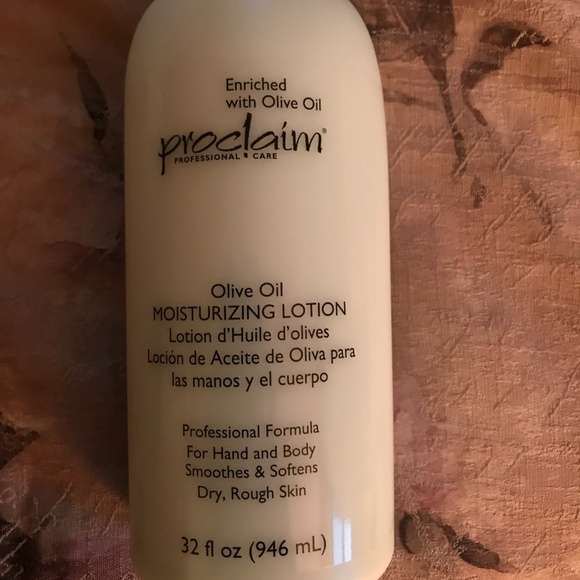 Enriched
with Olive Oil
proclaim®
PROFESSIONAL CARE
Olive Oil
MOISTURIZING LOTION
Lotion d'Huile d'olives
Loción de Aceite de Oliva para
las manos y el cuerpo
Professional Formula
For Hand and Body
Smoothes & Softens
Dry, Rough Skin
32 fl oz (946 mL)